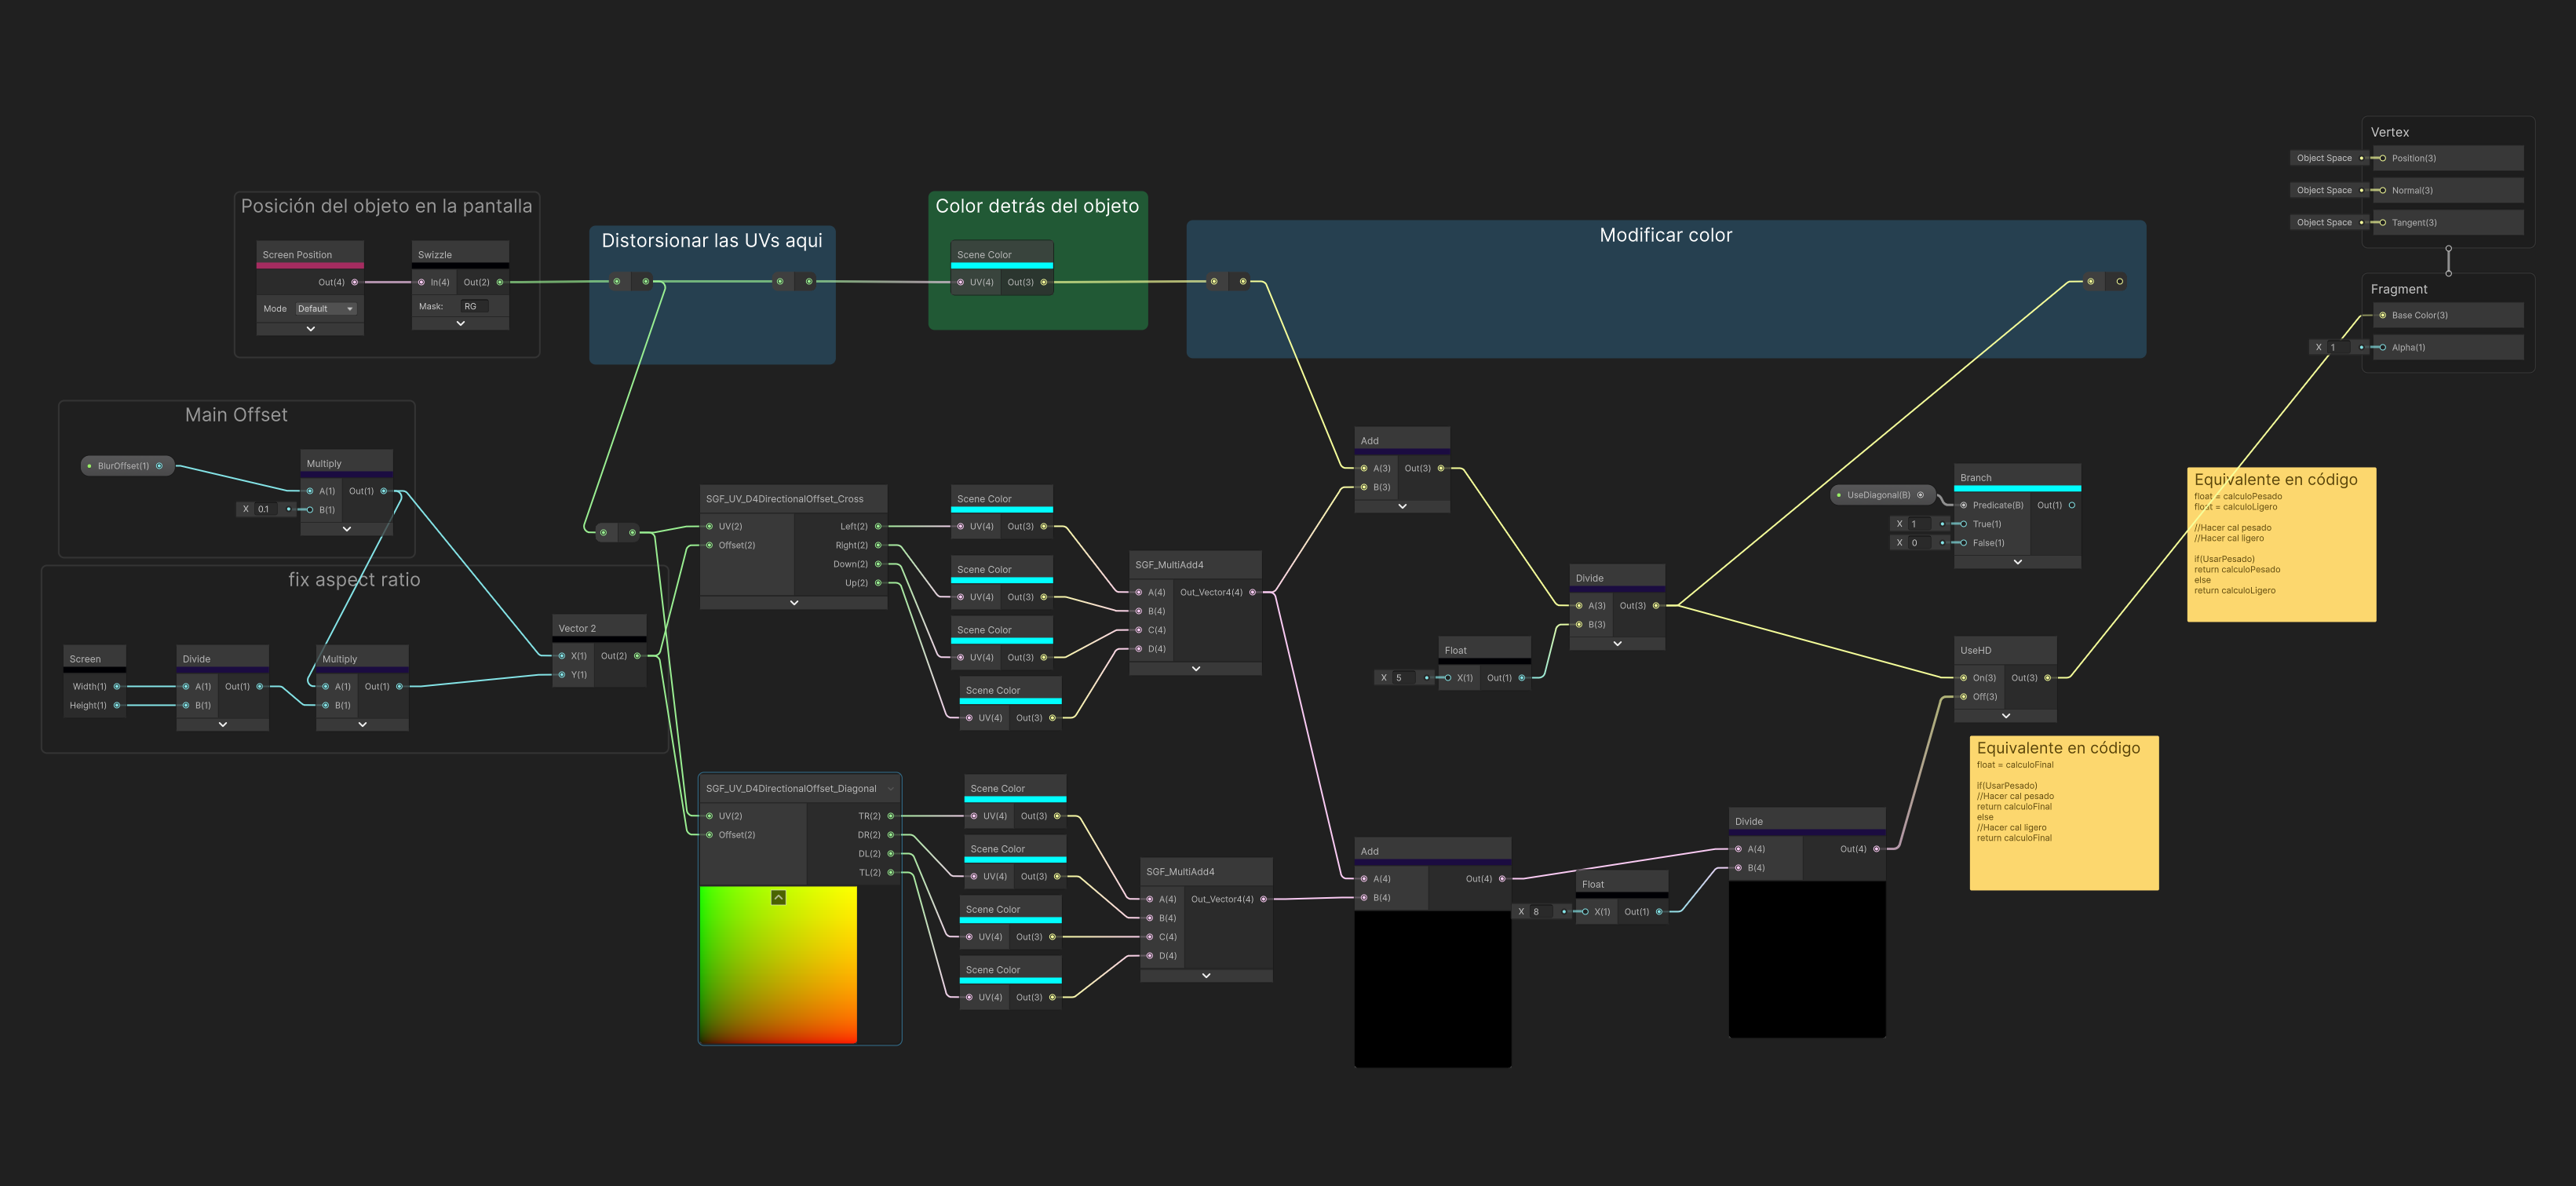 Posición del objeto en la pantalla
Screen Position
Out(4)
Mode Default
Swizzle
In(4) Out(2)
Mask: RG
Distorsionar las UVs aqui
Color detrás del objeto
Scene Color
UV(4) Out(3)
Modificar color
Vertex
Object Space Position(3)
Object Space Normal(3)
Object Space Tangent(3)
Fragment
Base Color(3)
X 1 Alpha(1)
Main Offset
BlurOffset(1)
Multiply
A(1) Out(1)
X 0.1 B(1)
fix aspect ratio
Screen
Width(1)
Height(1)
Divide
A(1) Out(1)
B(1)
Multiply
A(1) Out(1)
B(1)
Vector 2
X(1) Out(2)
Y(1)
SGF_UV_D4DirectionalOffset_Cross
UV(2) Left(2)
Offset(2) Right(2)
Down(2)
Up(2)
Scene Color
UV(4) Out(3)
Scene Color
UV(4) Out(3)
Scene Color
UV(4) Out(3)
Scene Color
UV(4) Out(3)
SGF_MultiAdd4
A(4) Out_Vector4(4)
B(4)
C(4)
D(4)
Add
A(3) Out(3)
B(3)
Divide
A(3) Out(3)
B(3)
Float
X 5 X(1) Out(1)
UseDiagonal(B)
Branch
Predicate(B) Out(1)
X 1 True(1)
X 0 False(1)
Equivalente en código
float = calculoPesado
float = calculoLigero
//Hacer cal pesado
//Hacer cal ligero
if(UsarPesado)
return calculoPesado
else
return calculoLigero
UseHD
On(3) Out(3)
Off(3)
Equivalente en código
float = calculoFinal
if(UsarPesado)
//Hacer cal pesado
return calculoFinal
else
//Hacer cal ligero
return calculoFinal
SGF_UV_D4DirectionalOffset_Diagonal
UV(2) TR(2)
Offset(2) DR(2)
DL(2)
TL(2)
Scene Color
UV(4) Out(3)
Scene Color
UV(4) Out(3)
Scene Color
UV(4) Out(3)
Scene Color
UV(4) Out(3)
SGF_MultiAdd4
A(4) Out_Vector4(4)
B(4)
C(4)
D(4)
Add
A(4) Out(4)
B(4)
Float
X 8 X(1) Out(1)
Divide
A(4) Out(4)
B(4)